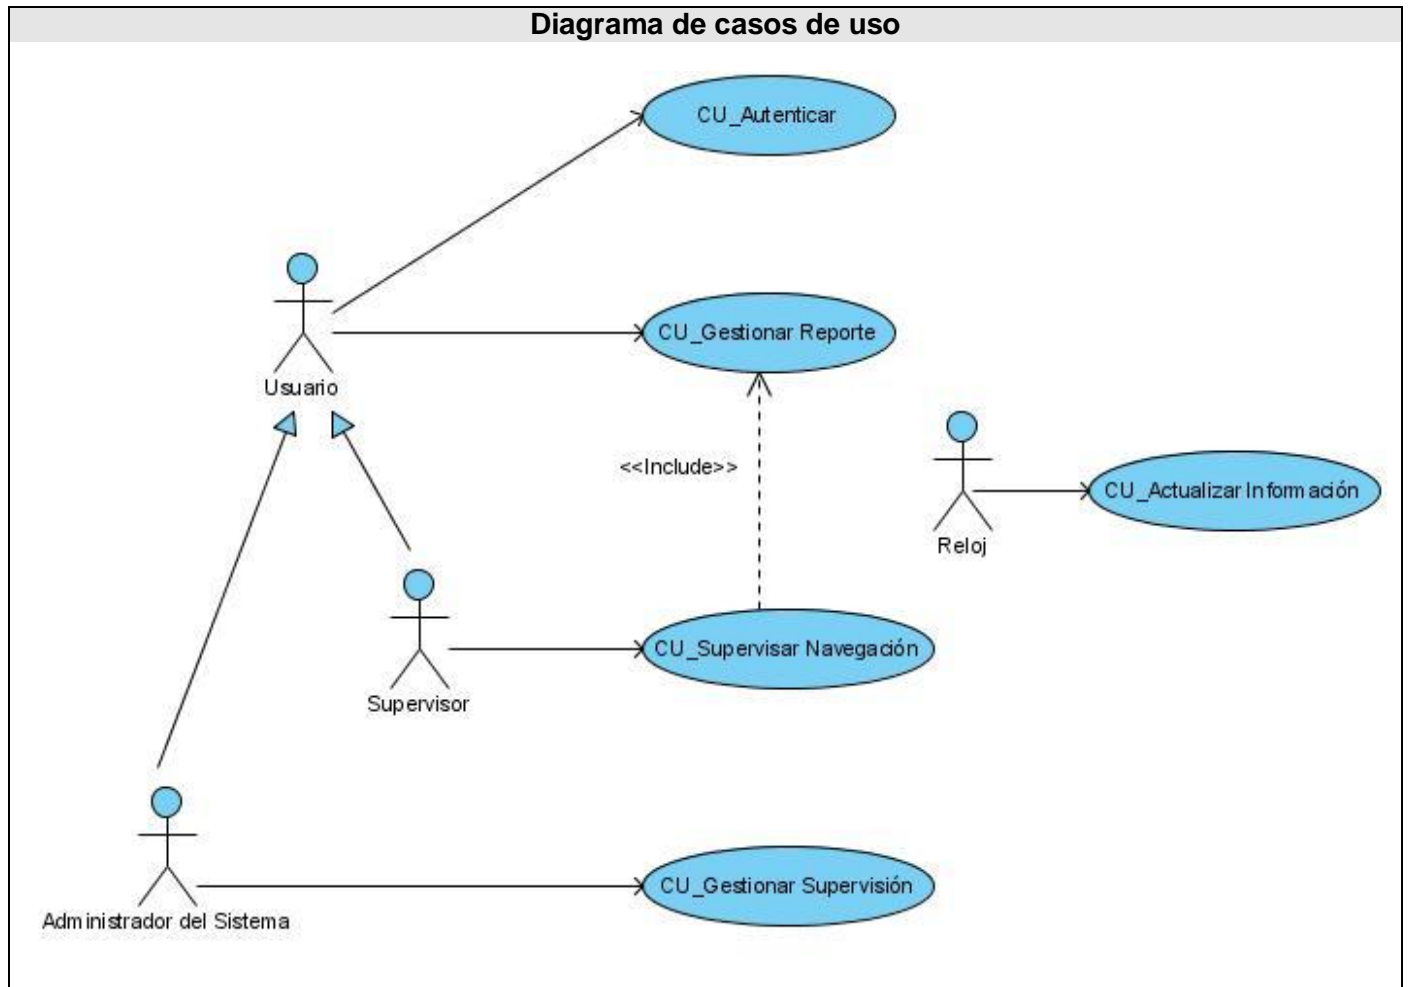 Diagrama de casos de uso
CU_Autenticar
CU_Gestionar Reporte
Usuario
<<Include>>
CU_Actualizar Información
Reloj
CU_Supervisar Navegación
Supervisor
CU_Gestionar Supervisión
Administrador del Sistema